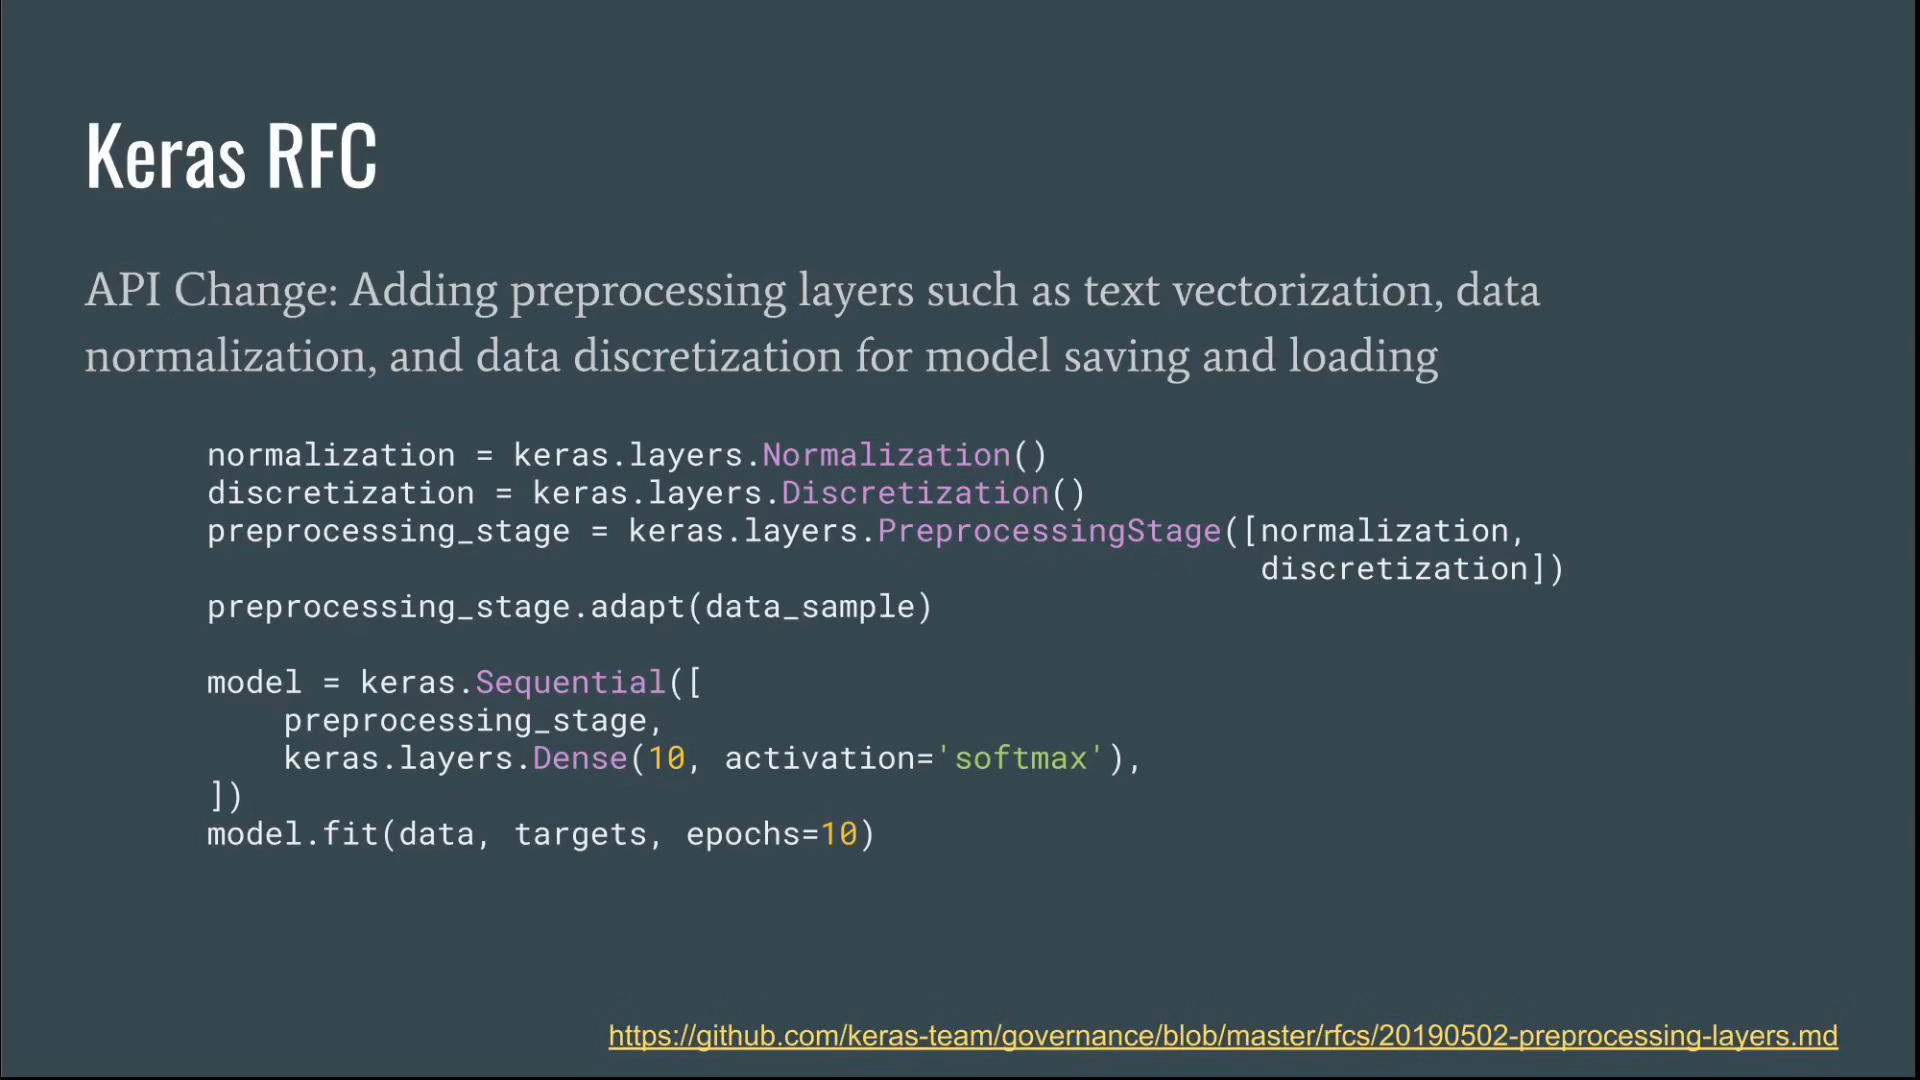 Keras RFC
API Change: Adding preprocessing layers such as text vectorization, data
normalization, and data discretization for model saving and loading
normalization = keras.layers.Normalization()
discretization = keras.layers.Discretization()
preprocessing_stage = keras.layers.PreprocessingStage([normalization,
discretization])
preprocessing_stage.adapt(data_sample)
model = keras.Sequential([
preprocessing_stage,
keras.layers.Dense(10, activation='softmax'),
])
model.fit(data, targets, epochs=10)
https://github.com/keras-team/governance/blob/master/rfcs/20190502-preprocessing-layers.md